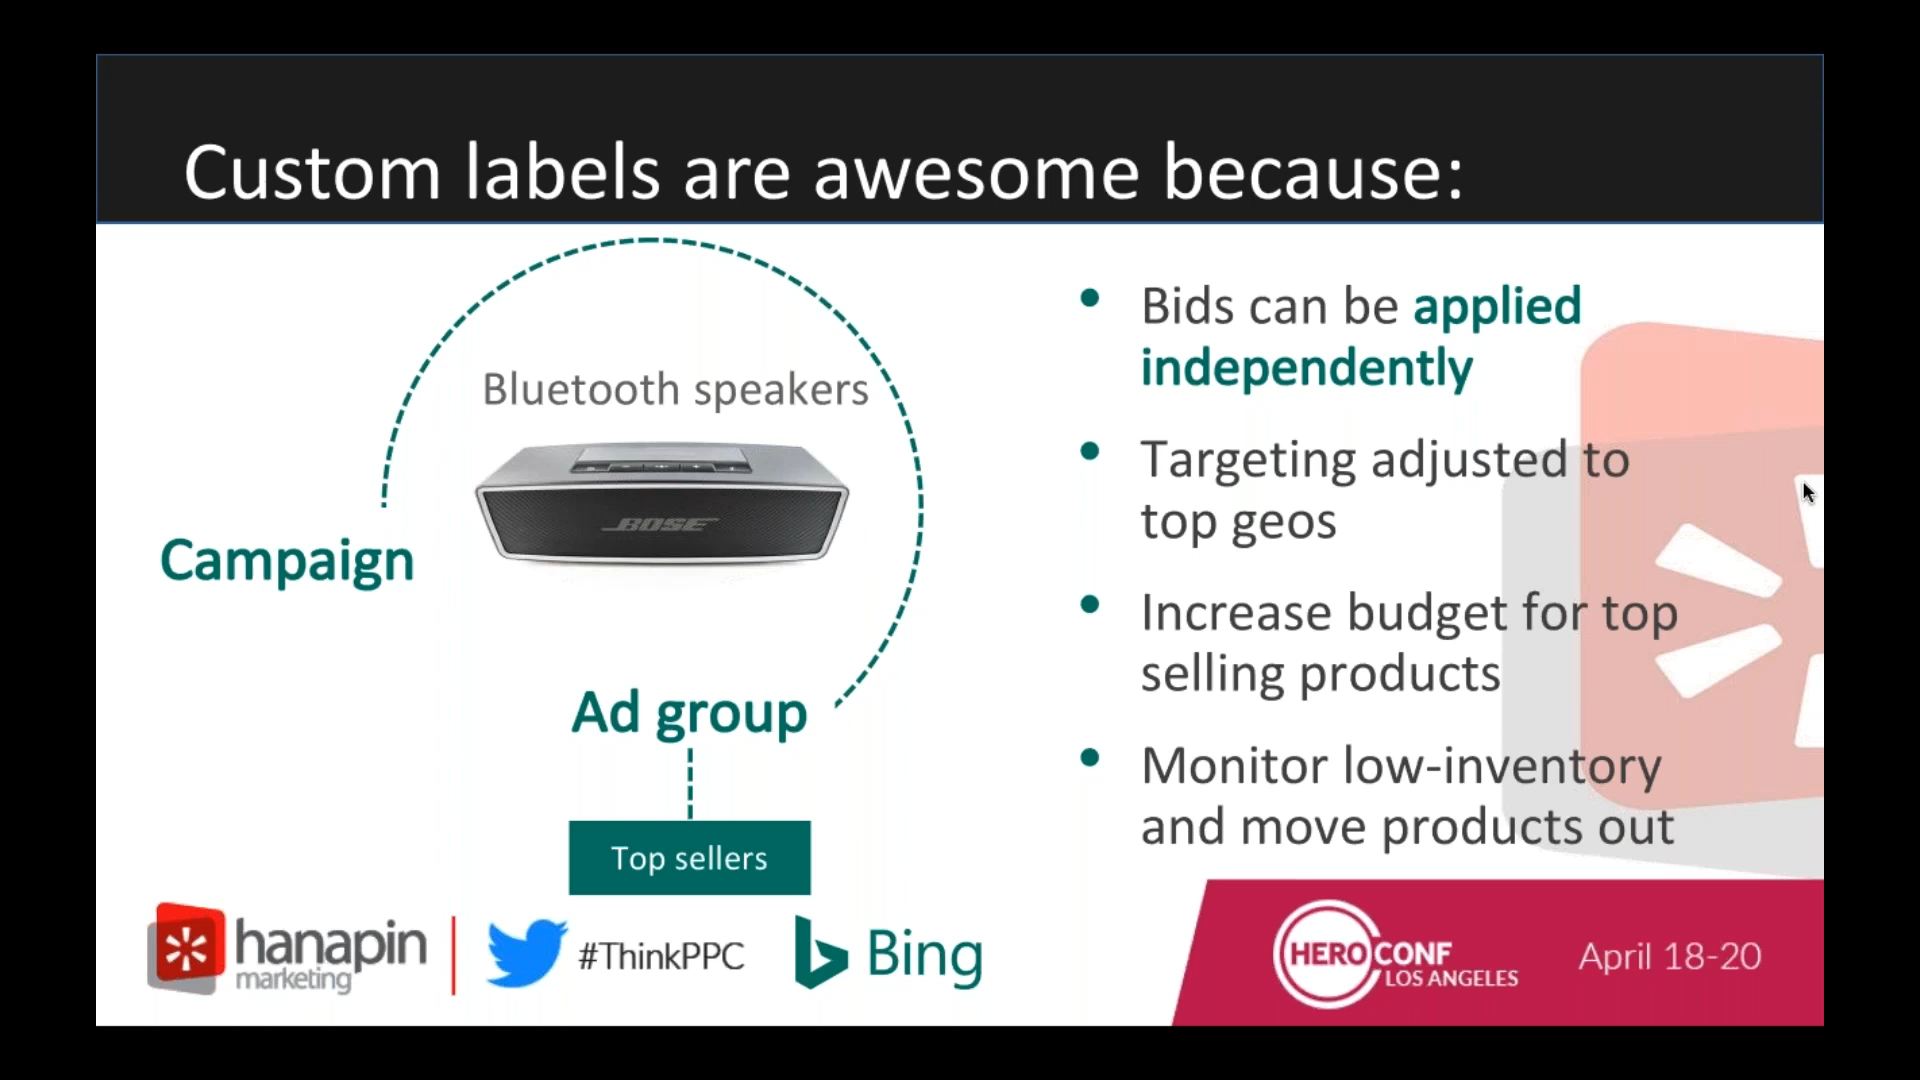 Custom labels are awesome because:
Bluetooth speakers
BOSE
Campaign
Ad group
Top sellers
• Bids can be applied
independently
• Targeting adjusted to
top geos
• Increase budget for top
selling products
• Monitor low-inventory
and move products out
hanapin
marketing
#ThinkPPC
Bing
HEROCONF
LOS ANGELES
April 18-20